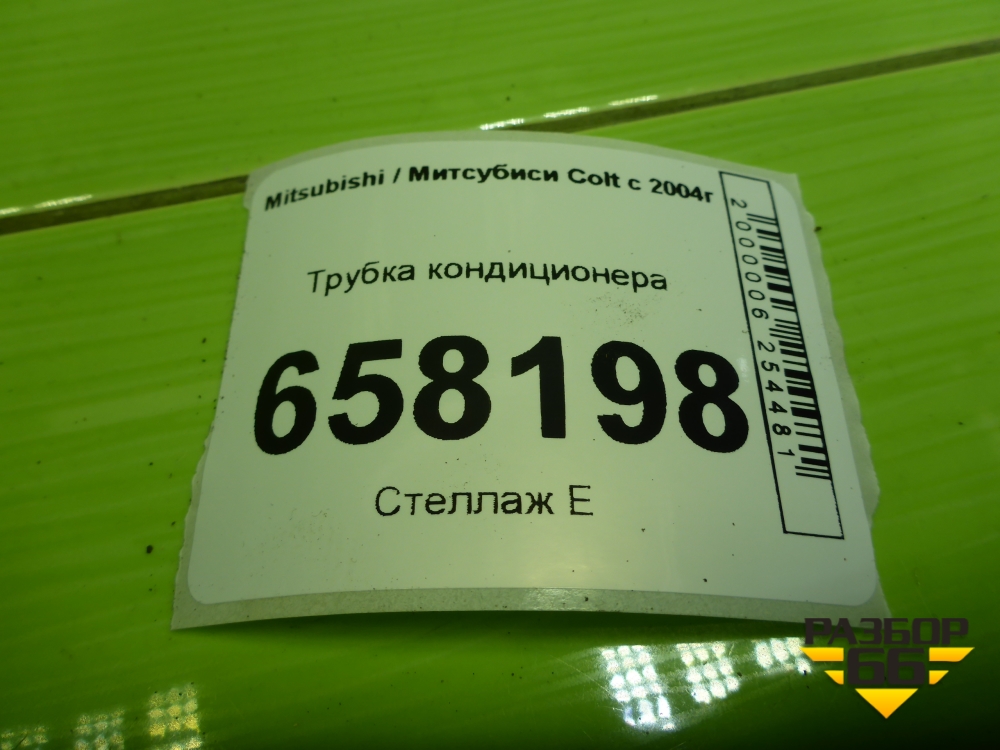 Mitsubishi / Митсубиси Colt с 2004г
Трубка кондиционера
658198
Стеллаж Е
2000006254481
РАЗБОР
66